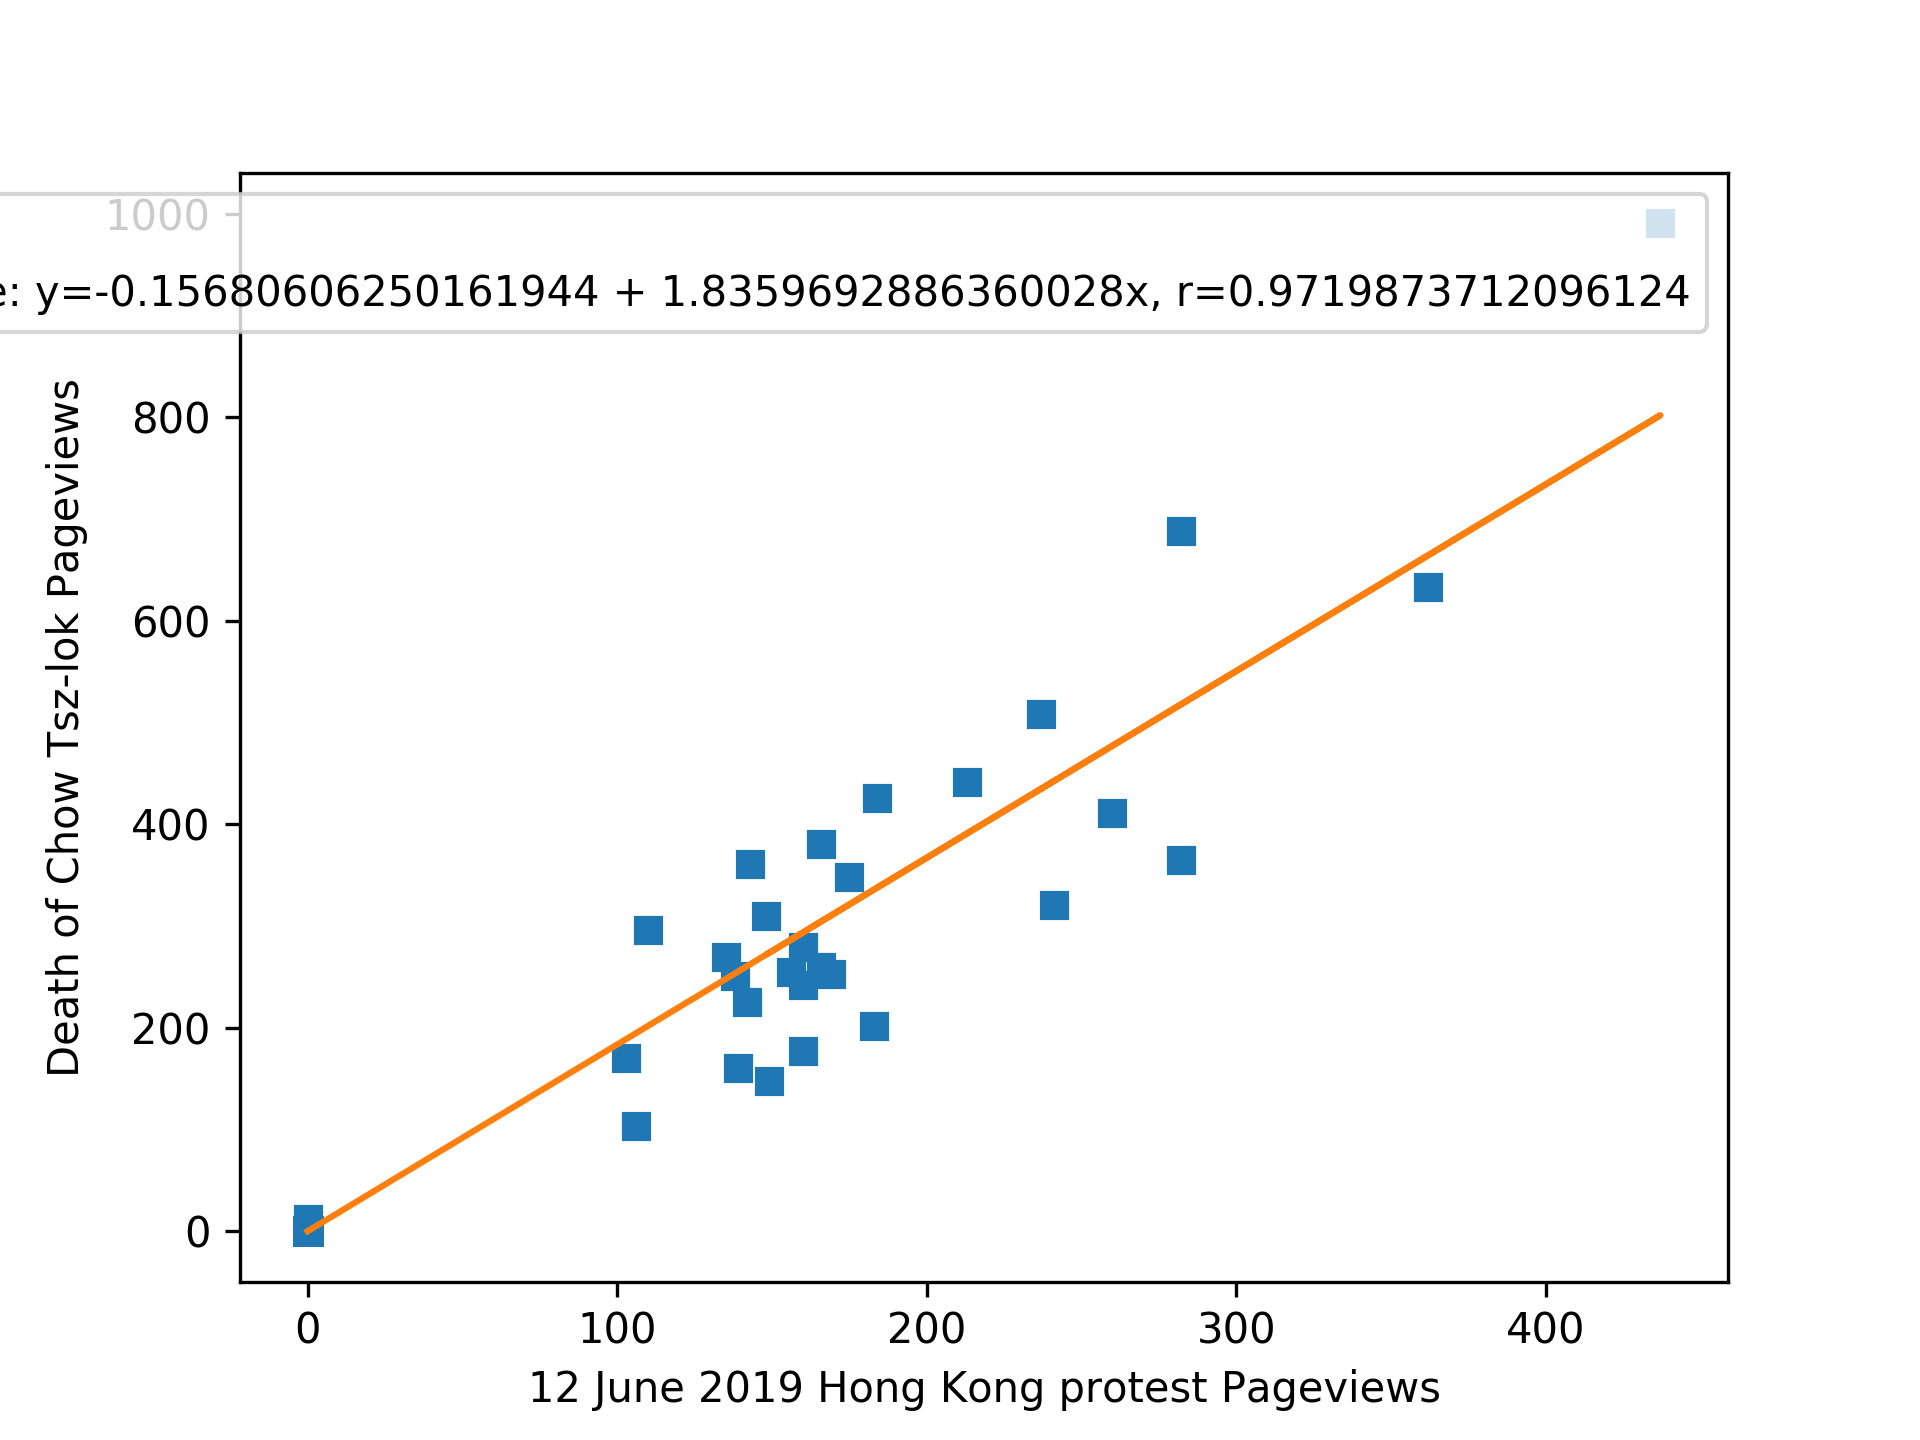 1000
e: y=-0.15680606250161944 + 1.8359692886360028x, r=0.9719873712096124
800
600
400
200
0
Death of Chow Tsz-lok Pageviews
0 100 200 300 400
12 June 2019 Hong Kong protest Pageviews